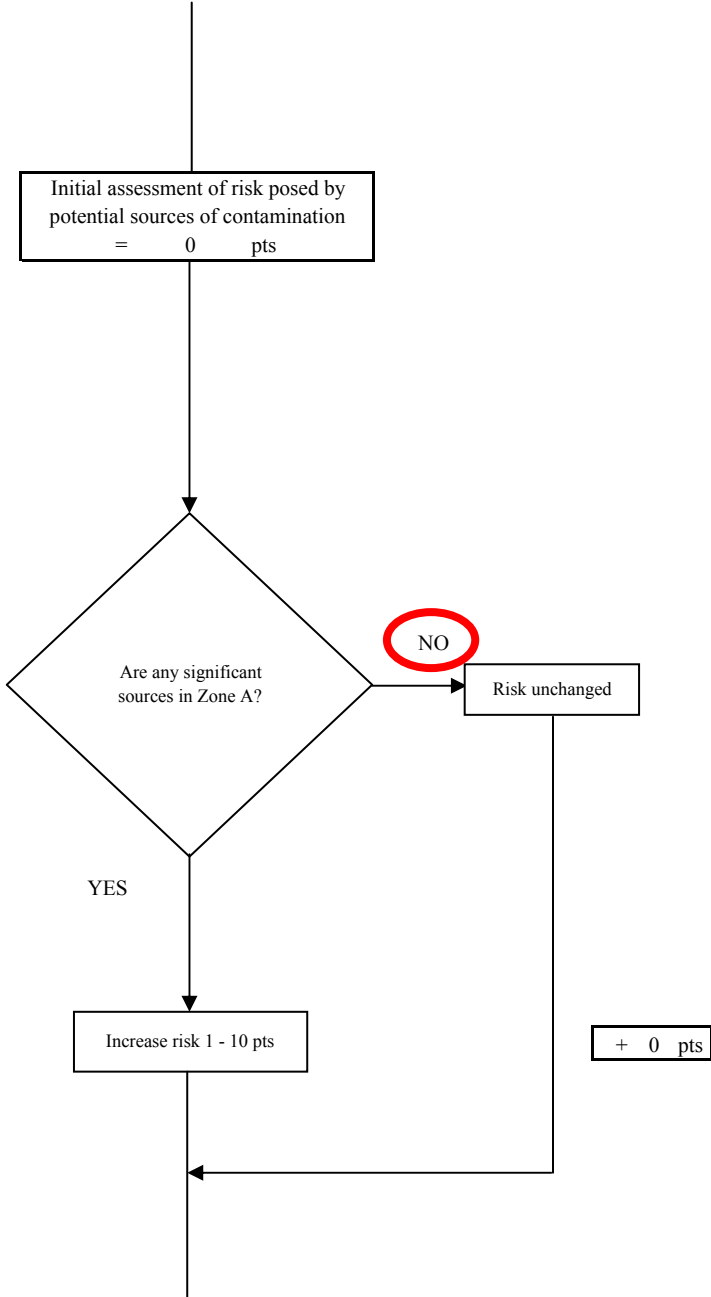 Initial assessment of risk posed by
potential sources of contamination
= 0 pts
NO
Are any significant
sources in Zone A?
Risk unchanged
YES
Increase risk 1 - 10 pts
+ 0 pts